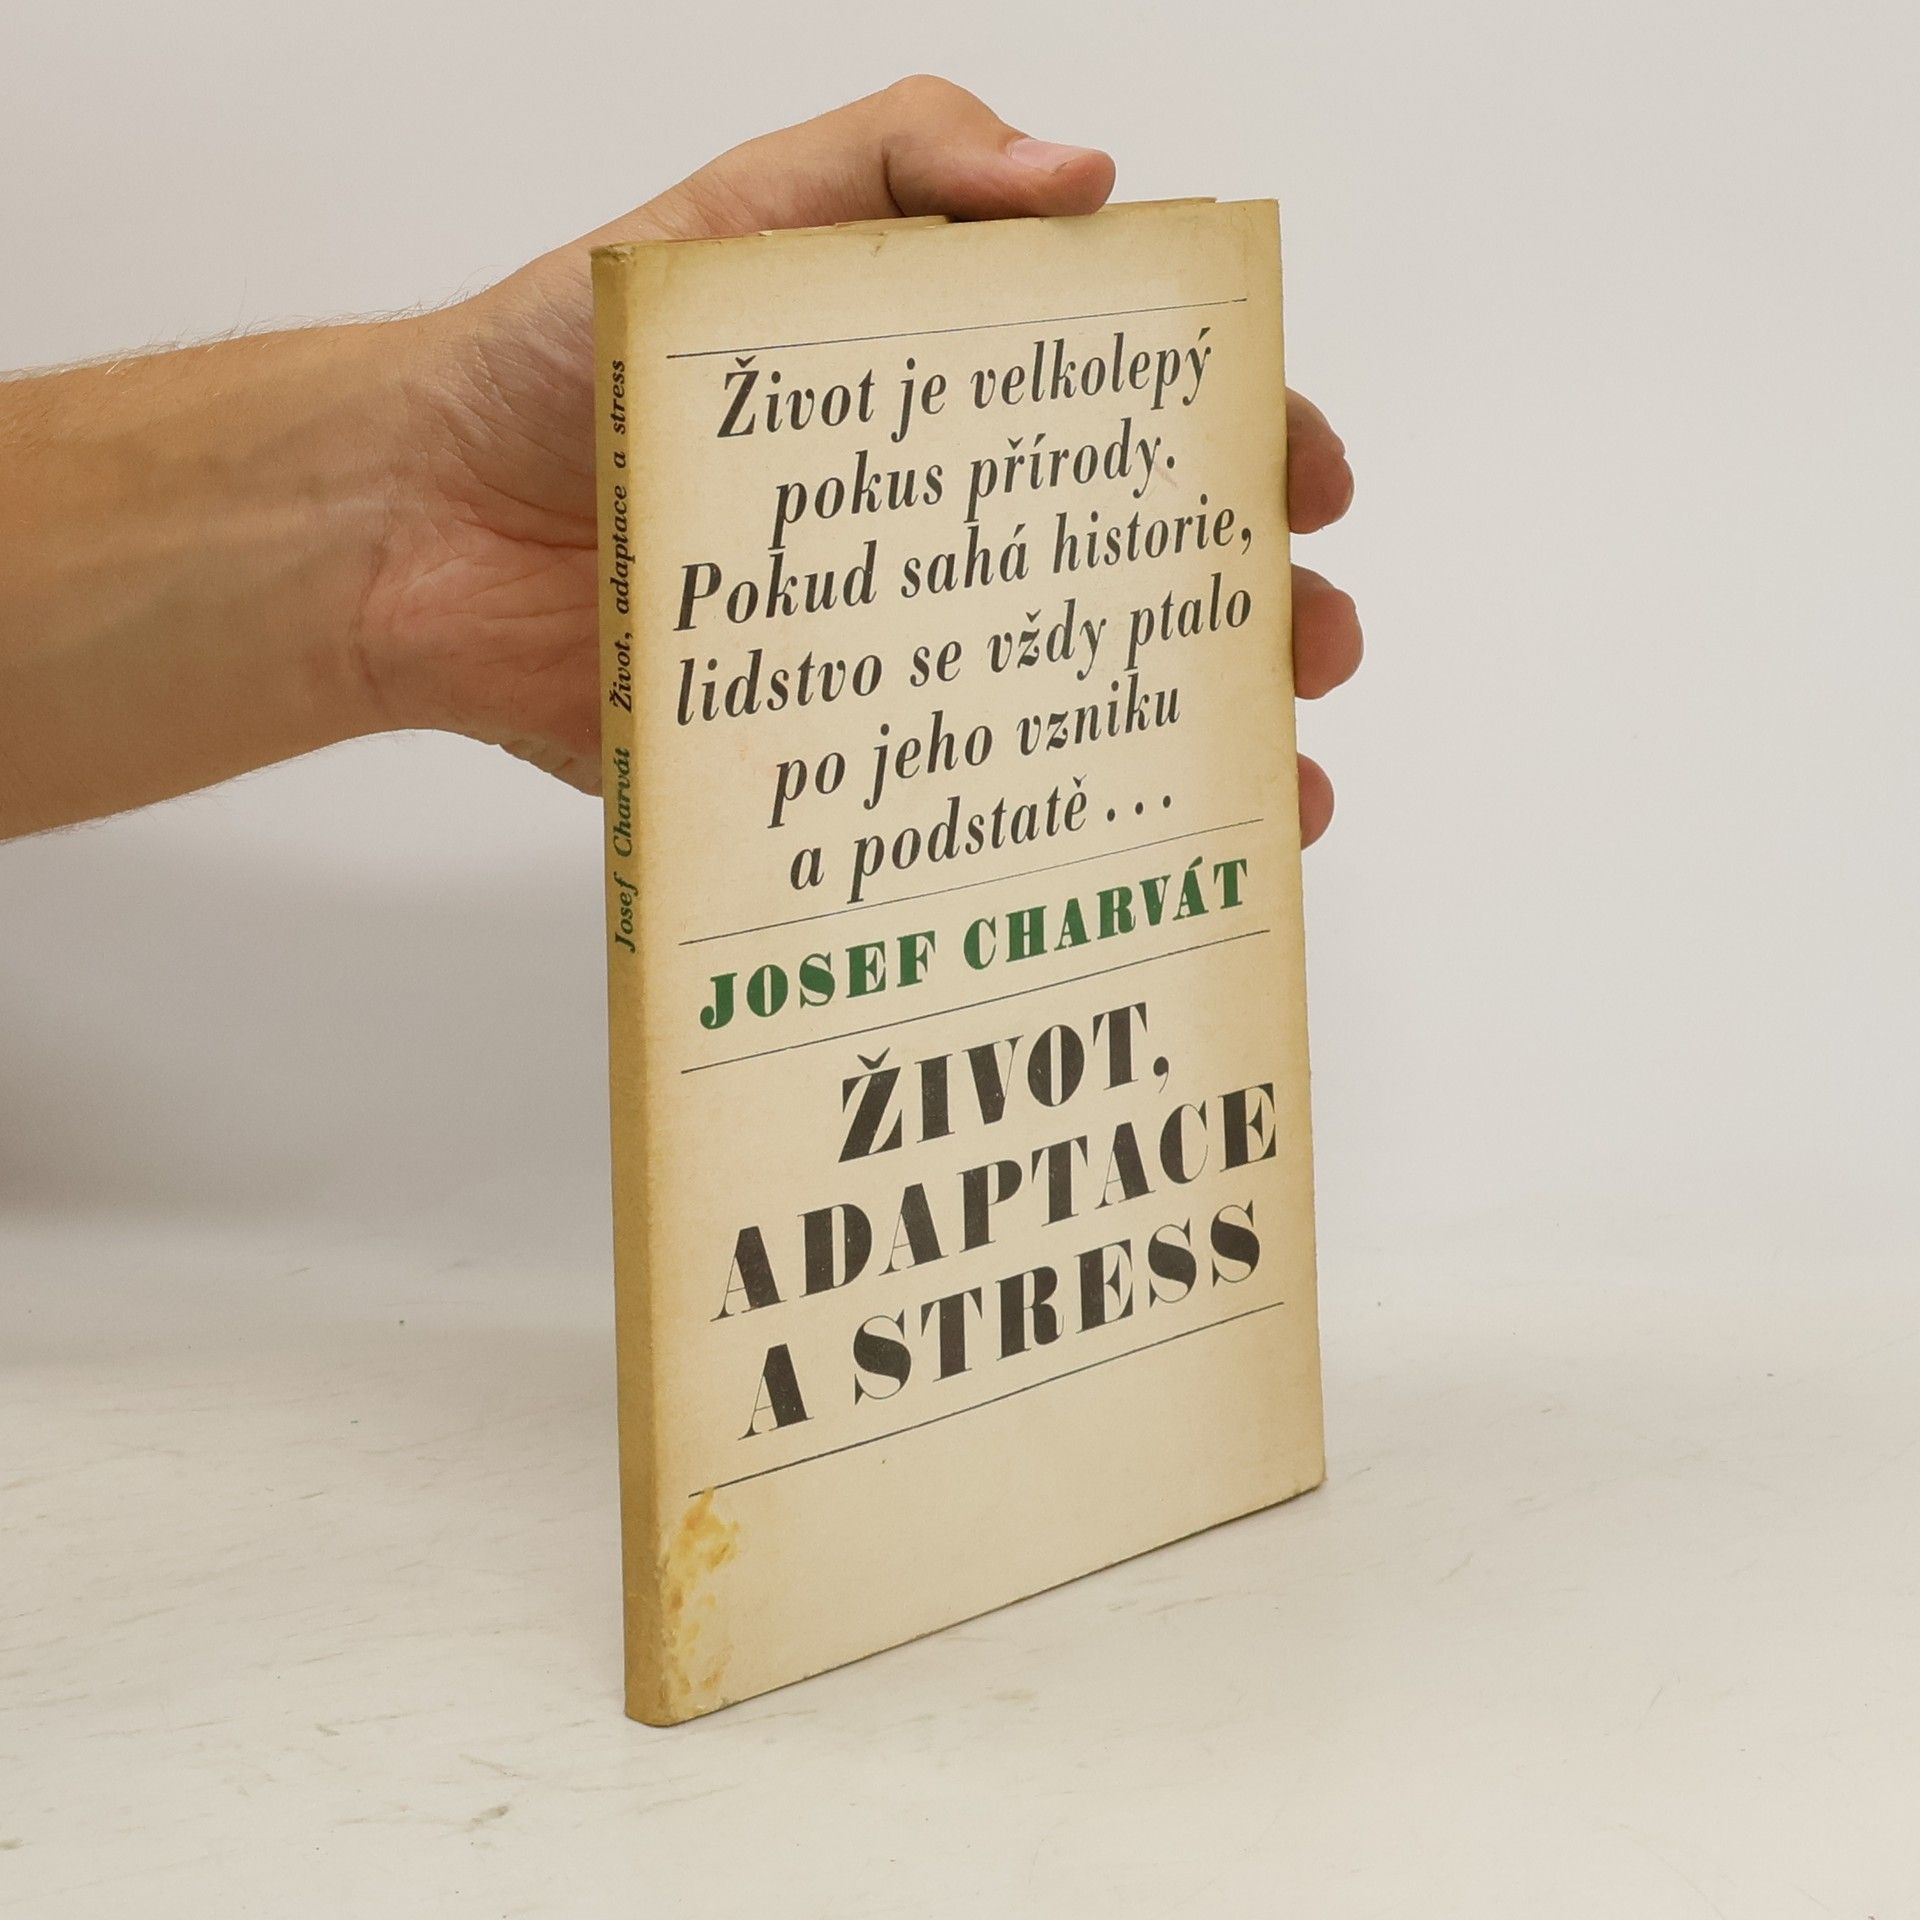 Život je velkolepý
pokus přírody.
Pokud sahá historie,
lidstvo se vždy ptalo
po jeho vzniku
a podstatě...
JOSEF CHARVÁT
ŽIVOT,
ADAPTACE
A STRESS
Josef Charvát Život, adaptace a stress